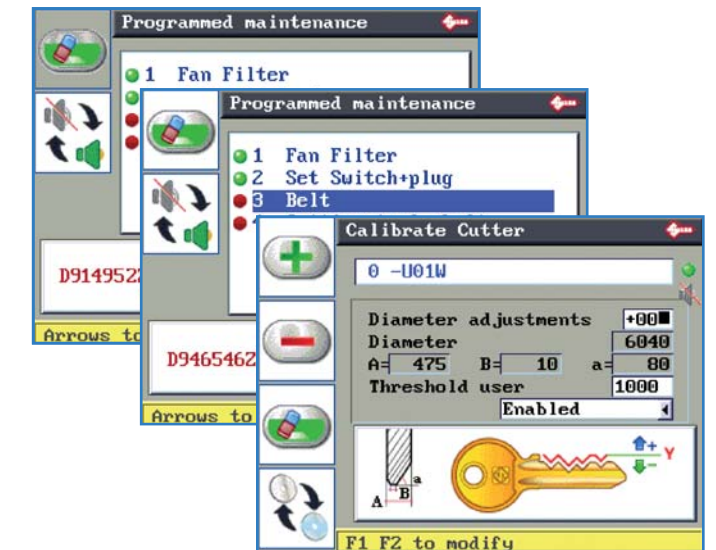 Programmed maintenance
1 Fan Filter
D914952
Arrows to
Programmed maintenance
1 Fan Filter
2 Set Switch+plug
3 Belt
D9465462
Arrows to
Calibrate Cutter
0 -U01W
Diameter adjustments +00
Diameter 6040
A= 475 B= 10 a= 80
Threshold user 1000
Enabled
a
A B
+ Y
-
F1 F2 to modify